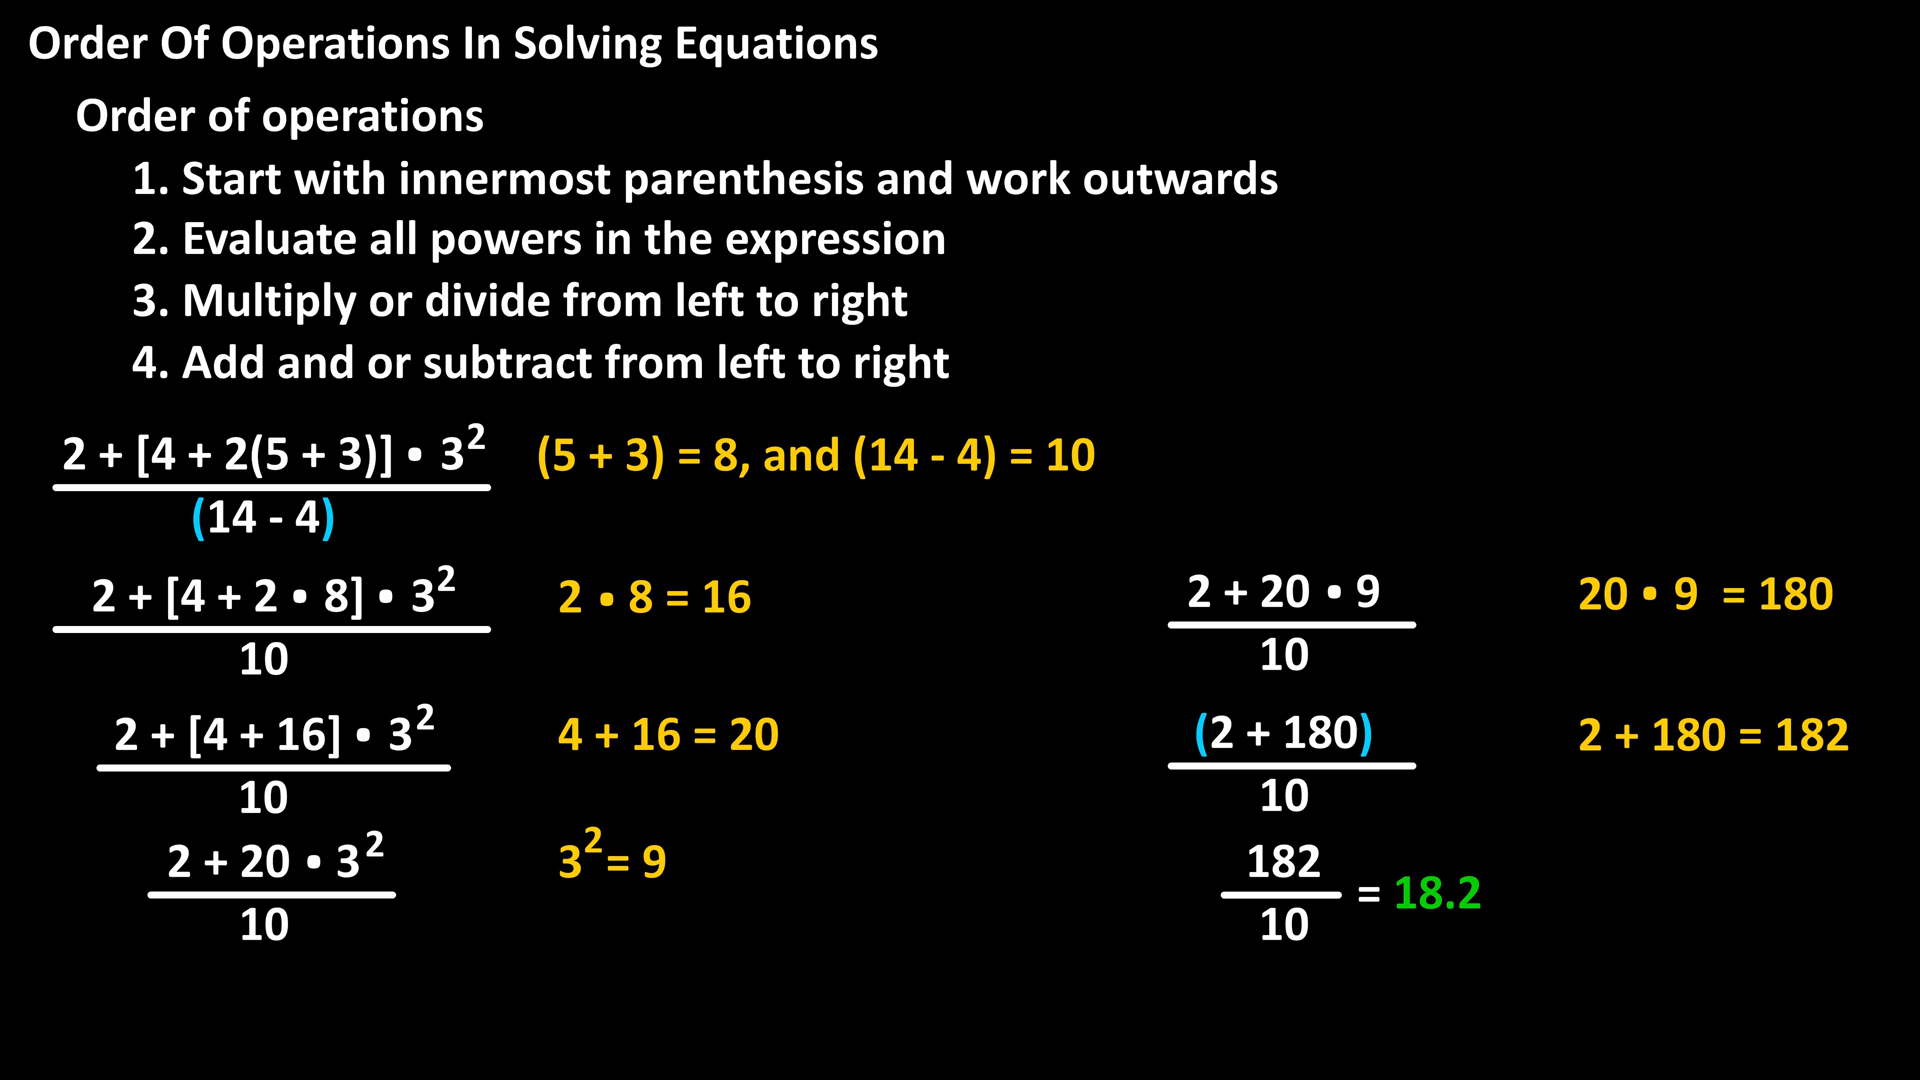 Order Of Operations In Solving Equations
Order of operations
1. Start with innermost parenthesis and work outwards
2. Evaluate all powers in the expression
3. Multiply or divide from left to right
4. Add and or subtract from left to right
2 + [4 + 2(5 + 3)] • 3²
(14 - 4)
(5 + 3) = 8, and (14 - 4) = 10
2 + [4 + 2 • 8] • 3²
10
2 • 8 = 16
2 + [4 + 16] • 3²
10
4 + 16 = 20
2 + 20 • 3²
10
3² = 9
2 + 20 • 9
10
20 • 9 = 180
(2 + 180)
10
2 + 180 = 182
182
10
= 18.2